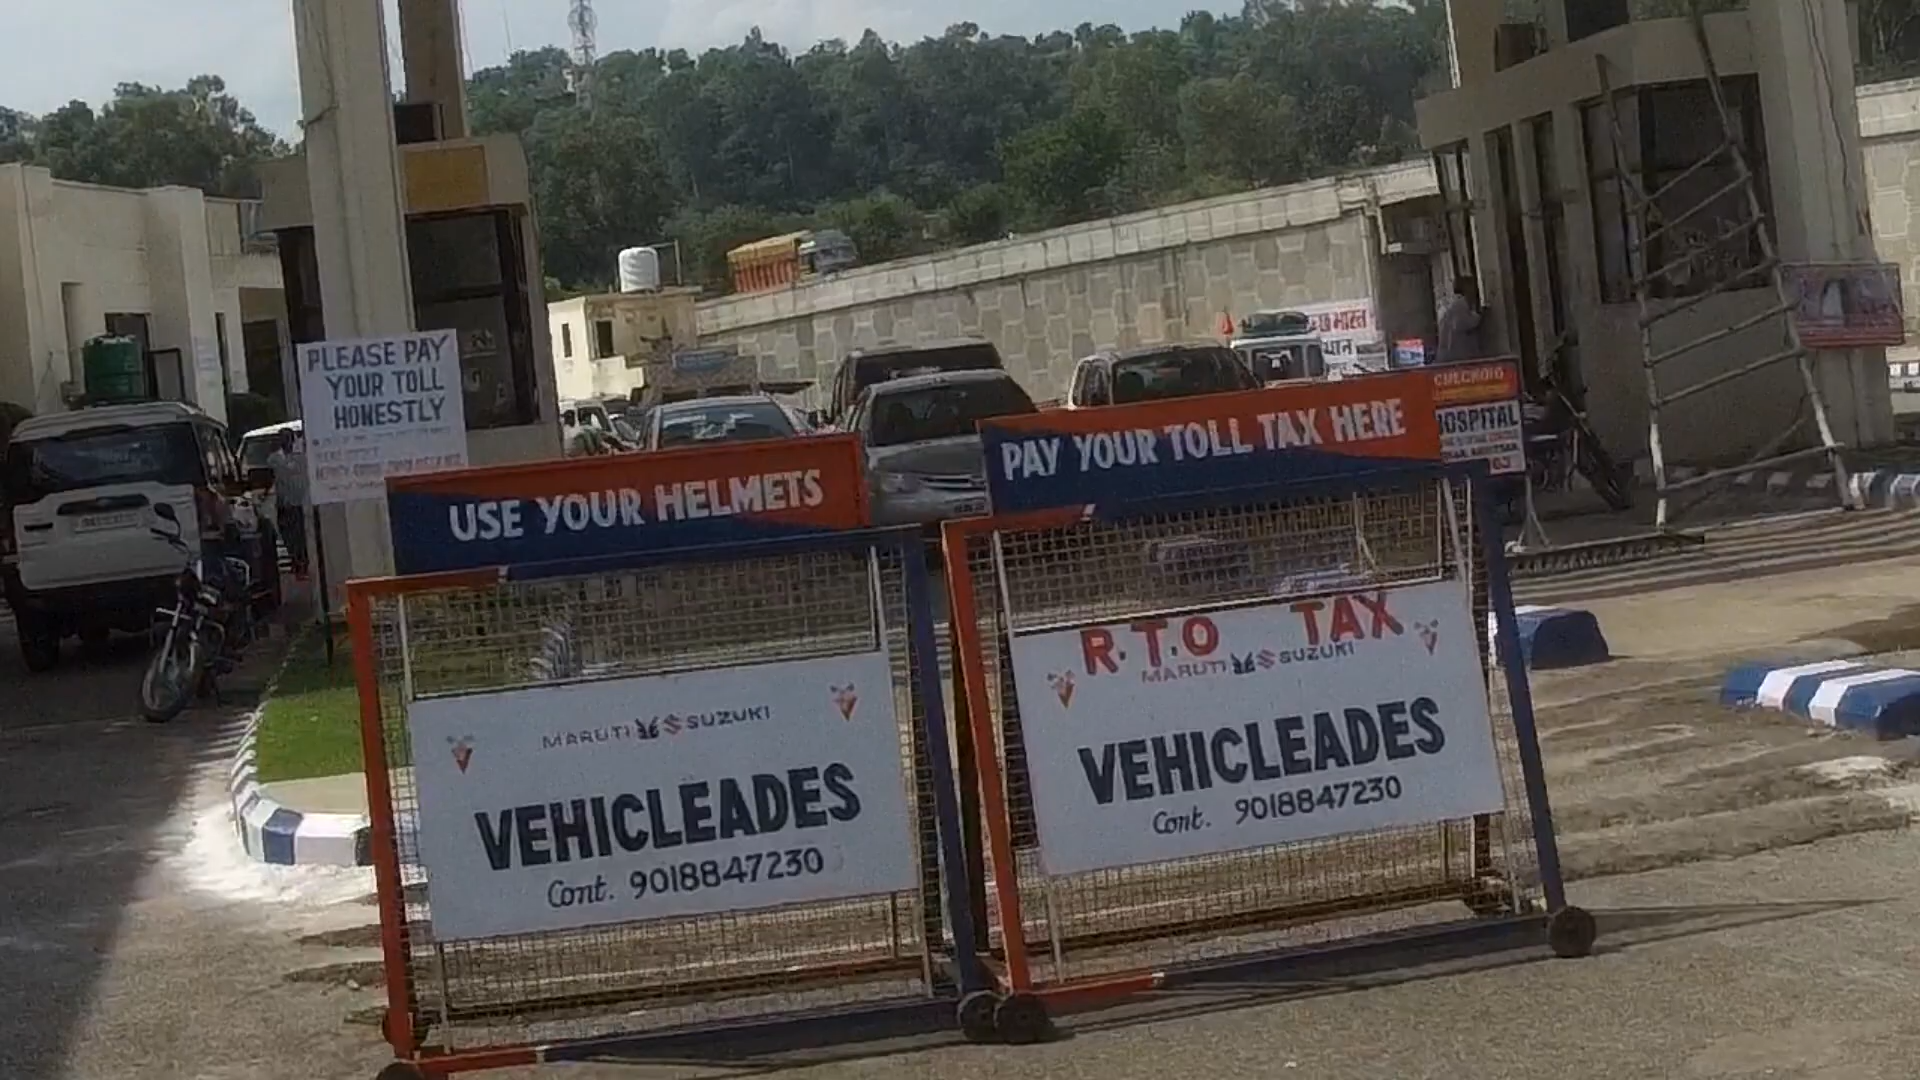 PLEASE PAY
YOUR TOLL
HONESTLY
USE YOUR HELMETS
MARUTI SUZUKI
VEHICLEADES
Cont. 9018847230
PAY YOUR TOLL TAX HERE
R.T.O TAX
MARUTI SUZUKI
VEHICLEADES
Cont. 9018847230
HOSPITAL
भारत